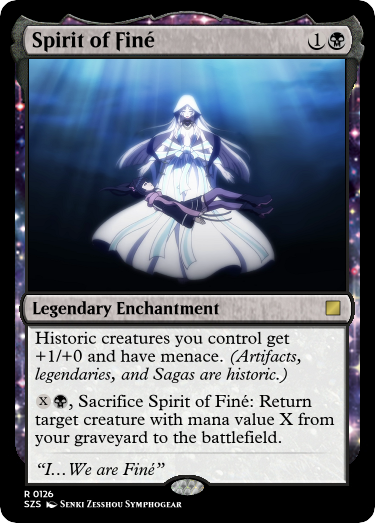 Spirit of Finé 1
Legendary Enchantment
Historic creatures you control get
+1/+0 and have menace. (Artifacts,
legendaries, and Sagas are historic.)
X, Sacrifice Spirit of Finé: Return
target creature with mana value X from
your graveyard to the battlefield.
“I…We are Finé”
R 0126
SZS Senki Zesshou Symphogear